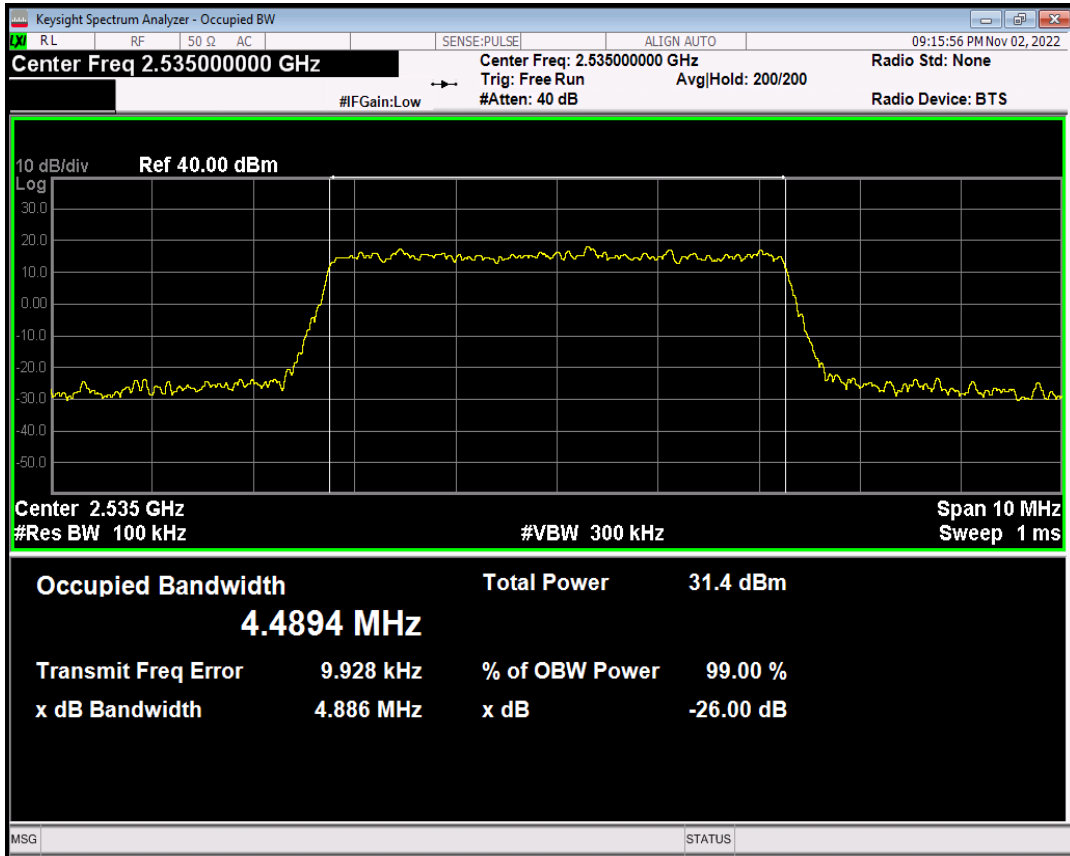 Keysight Spectrum Analyzer - Occupied BW
LXI RL RF 50 Ω AC SENSE:PULSE ALIGN AUTO 09:15:56 PM Nov 02, 2022
Center Freq 2.535000000 GHz Center Freq: 2.535000000 GHz Radio Std: None
Trig: Free Run Avg|Hold: 200/200
#IFGain:Low #Atten: 40 dB Radio Device: BTS
10 dB/div Ref 40.00 dBm
Log
30.0
20.0
10.0
0.00
-10.0
-20.0
-30.0
-40.0
-50.0
Center 2.535 GHz Span 10 MHz
#Res BW 100 kHz #VBW 300 kHz Sweep 1 ms
Occupied Bandwidth Total Power 31.4 dBm
4.4894 MHz
Transmit Freq Error 9.928 kHz % of OBW Power 99.00 %
x dB Bandwidth 4.886 MHz x dB -26.00 dB
MSG STATUS